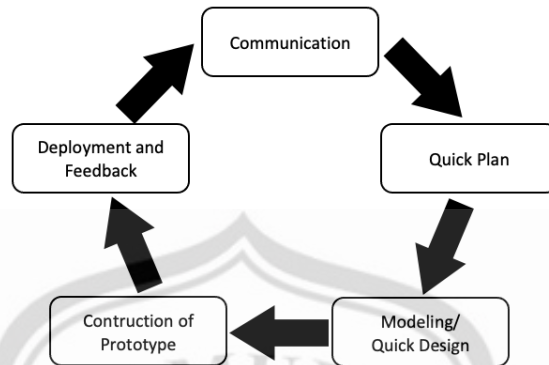 Communication
Quick Plan
Modeling/
Quick Design
Contruction of
Prototype
Deployment and
Feedback